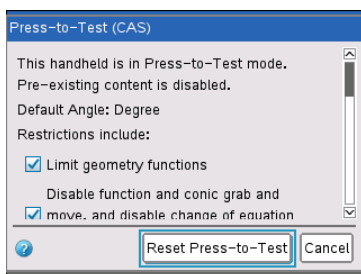 Press-to-Test (CAS)
This handheld is in Press-to-Test mode.
Pre-existing content is disabled.
Default Angle: Degree
Restrictions include:
Limit geometry functions
Disable function and conic grab and
move, and disable change of equation
Reset Press-to-Test Cancel